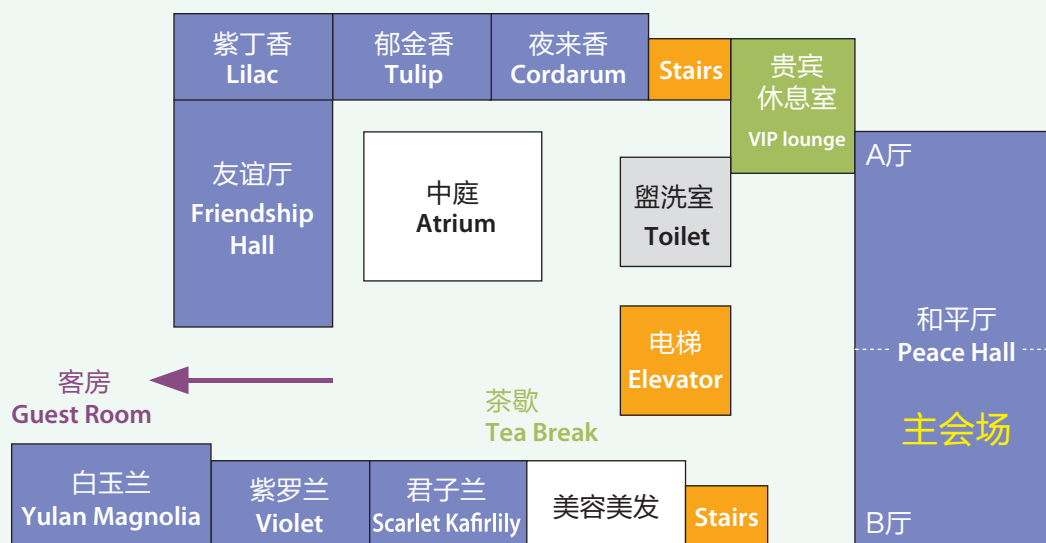 紫丁香
Lilac
郁金香
Tulip
夜来香
Cordarum
Stairs
贵宾
休息室
VIP lounge
A厅
友谊厅
Friendship
Hall
中庭
Atrium
盥洗室
Toilet
和平厅
Peace Hall
电梯
Elevator
客房
Guest Room
茶歇
Tea Break
主会场
白玉兰
Yulan Magnolia
紫罗兰
Violet
君子兰
Scarlet Kafirlily
美容美发
Stairs
B厅